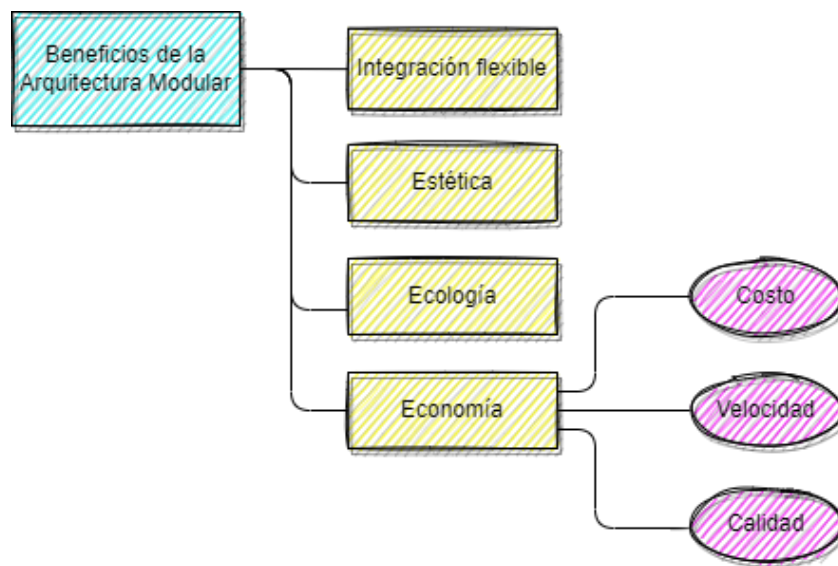 Beneficios de la
Arquitectura Modular
Integración flexible
Estética
Ecología
Economía
Costo
Velocidad
Calidad